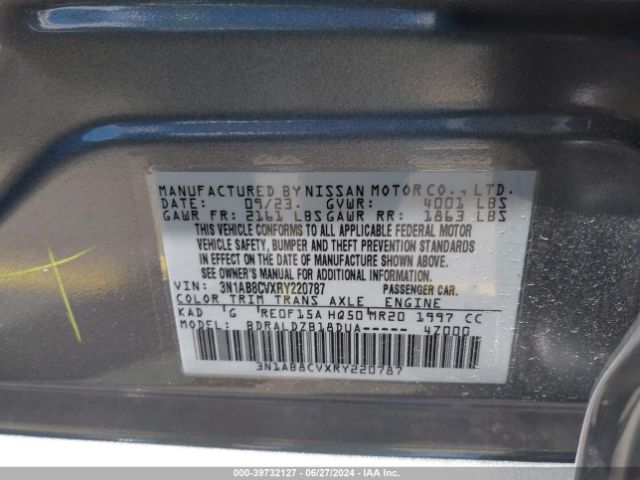 MANUFACTURED BY NISSAN MOTOR CO., LTD.
DATE: 09/23. GVWR: 4001 LBS
GAWR FR: 2161 LBS GAWR RR: 1863 LBS
THIS VEHICLE CONFORMS TO ALL APPLICABLE FEDERAL MOTOR
VEHICLE SAFETY, BUMPER AND THEFT PREVENTION STANDARDS
IN EFFECT ON THE DATE OF MANUFACTURE SHOWN ABOVE.
SEE OWNER'S MANUAL FOR ADDITIONAL INFORMATION.
VIN: 3N1AB8CVXRY220787 PASSENGER CAR.
COLOR TRIM TRANS AXLE ENGINE
KAD G RE0F15A HQ50 MR20 1997 CC
MODEL: BDRALDZB18DUA----- 47000
3N1AB8CVXRY220787
000-39732127 - 06/27/2024 - IAAI.COM